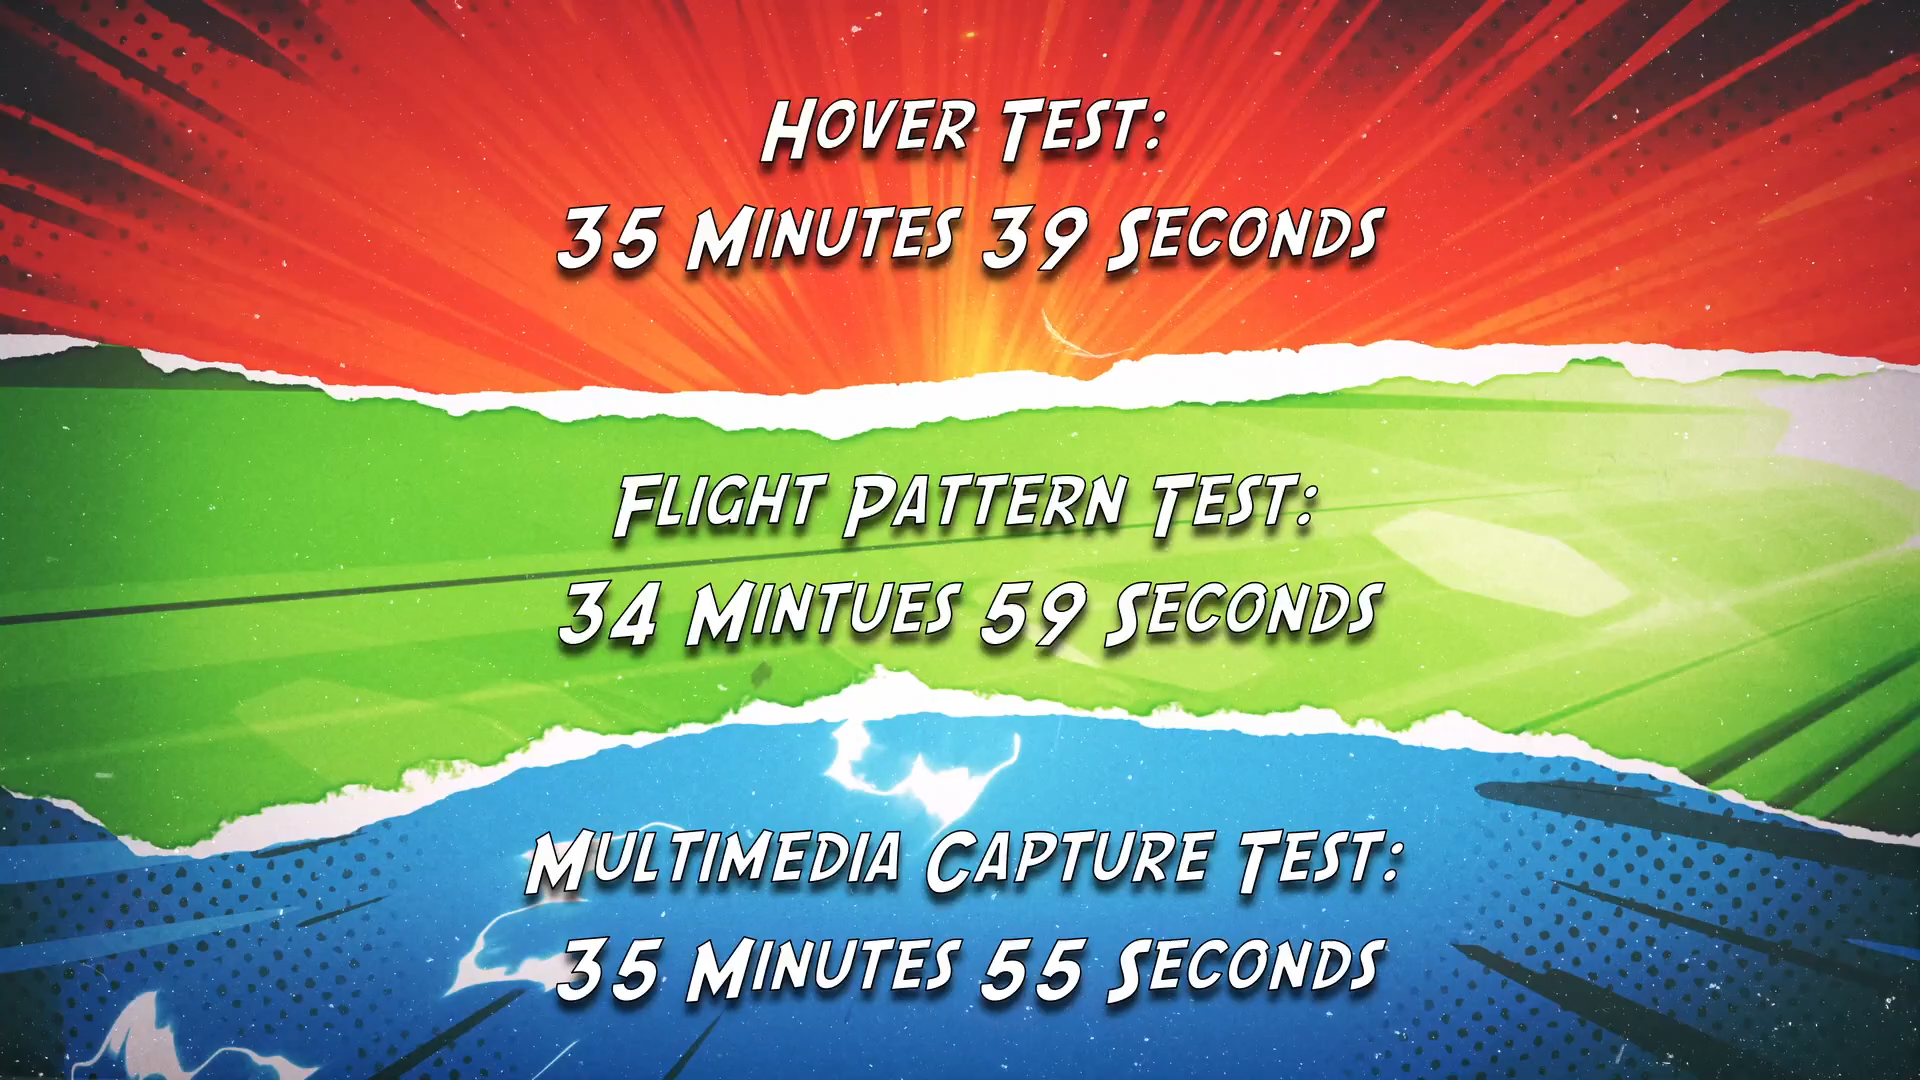 Hover Test:
35 Minutes 39 Seconds
Flight Pattern Test:
34 Mintues 59 Seconds
Multimedia Capture Test:
35 Minutes 55 Seconds